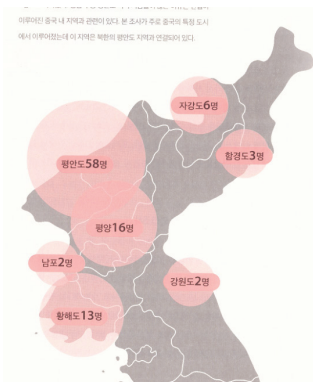 이루어진 중국 내 지역과 관련이 있다. 본 조사가 주로 중국의 특정 도시
에서 이루어졌는데 이 지역은 북한의 평안도 지역과 연결되어 있다.
자강도6명
함경도3명
평안도58명
평양16명
남포2명
강원도2명
황해도13명